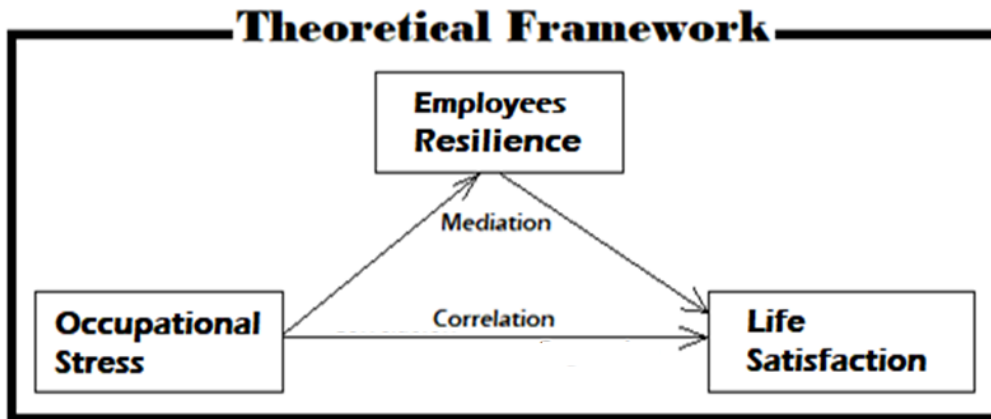 Theoretical Framework
Employees
Resilience
Mediation
Correlation
Occupational
Stress
Life
Satisfaction